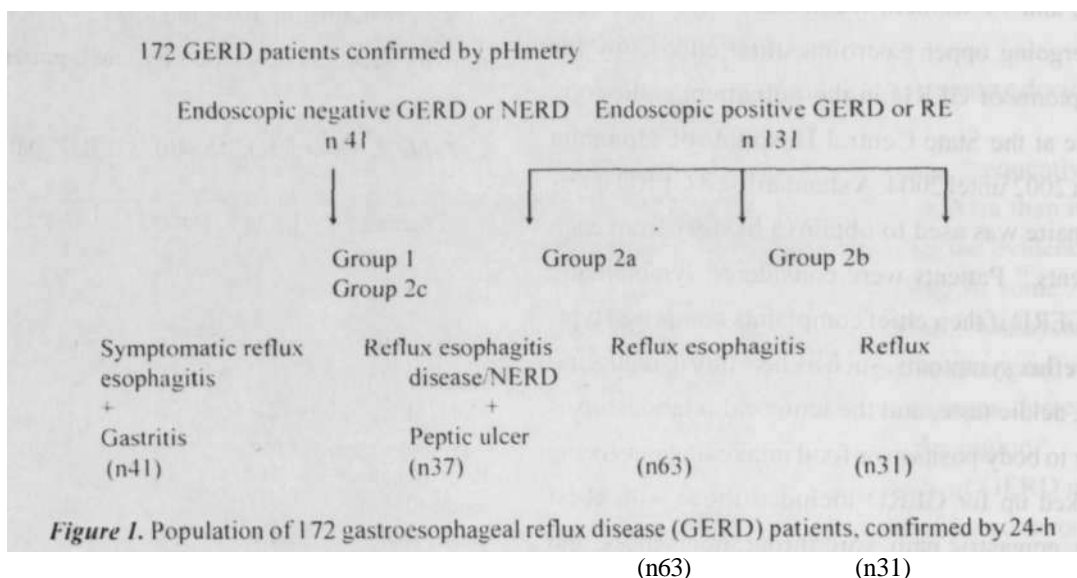 172 GERD patients confirmed by pHmetry
Endoscopic negative GERD or NERD Endoscopic positive GERD or RE
n 41 n 131
Group 1 Group 2a Group 2b
Group 2c
Symptomatic reflux Reflux esophagitis Reflux esophagitis Reflux
esophagitis disease/NERD
+ +
Gastritis Peptic ulcer
(n41) (n37) (n63) (n31)
Figure 1. Population of 172 gastroesophageal reflux disease (GERD) patients, confirmed by 24-h
(n63) (n31)